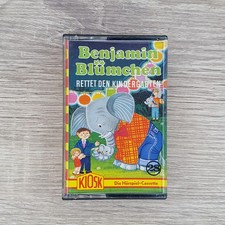 Benjamin
Blümchen
RETTET DEN KINDERGARTEN
KIOSK
Die Hörspiel-Cassette